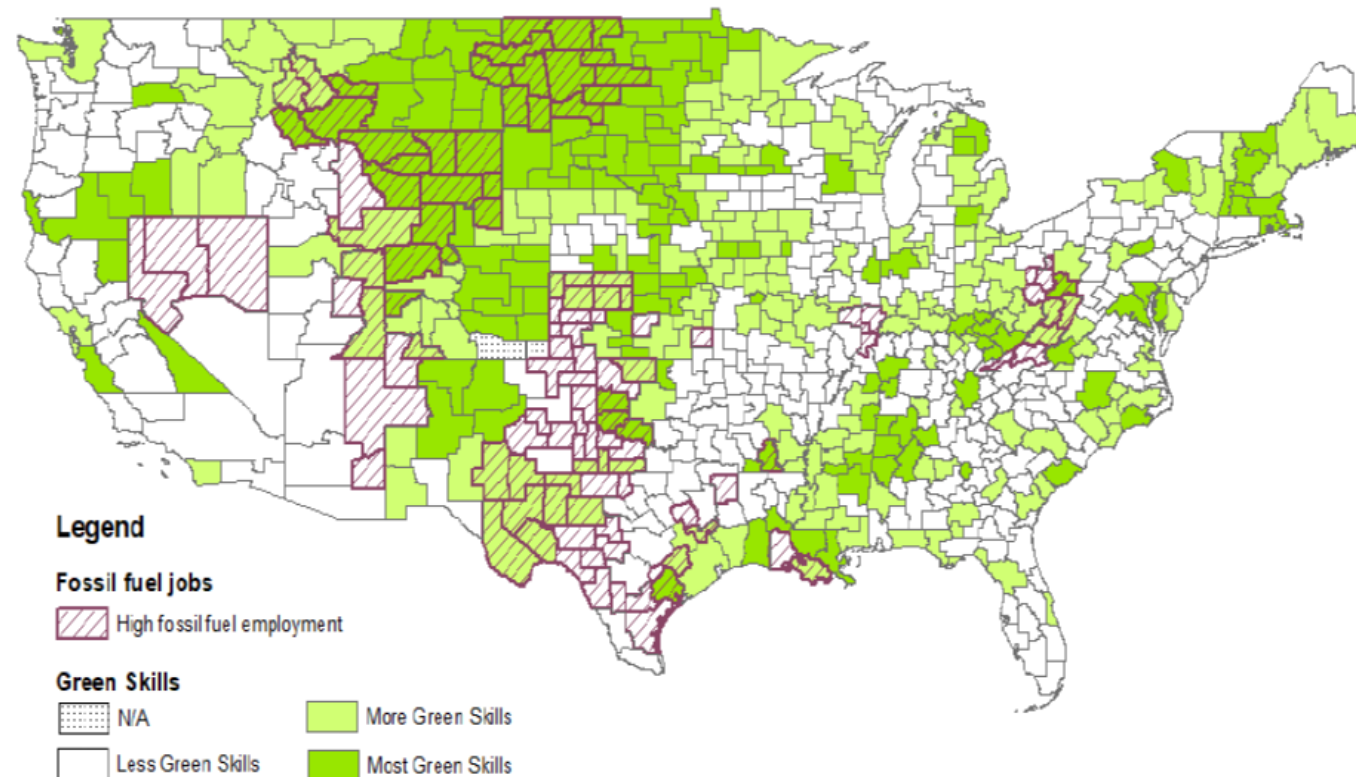 Legend
Fossil fuel jobs
High fossil fuel employment
Green Skills
N/A
More Green Skills
Less Green Skills
Most Green Skills